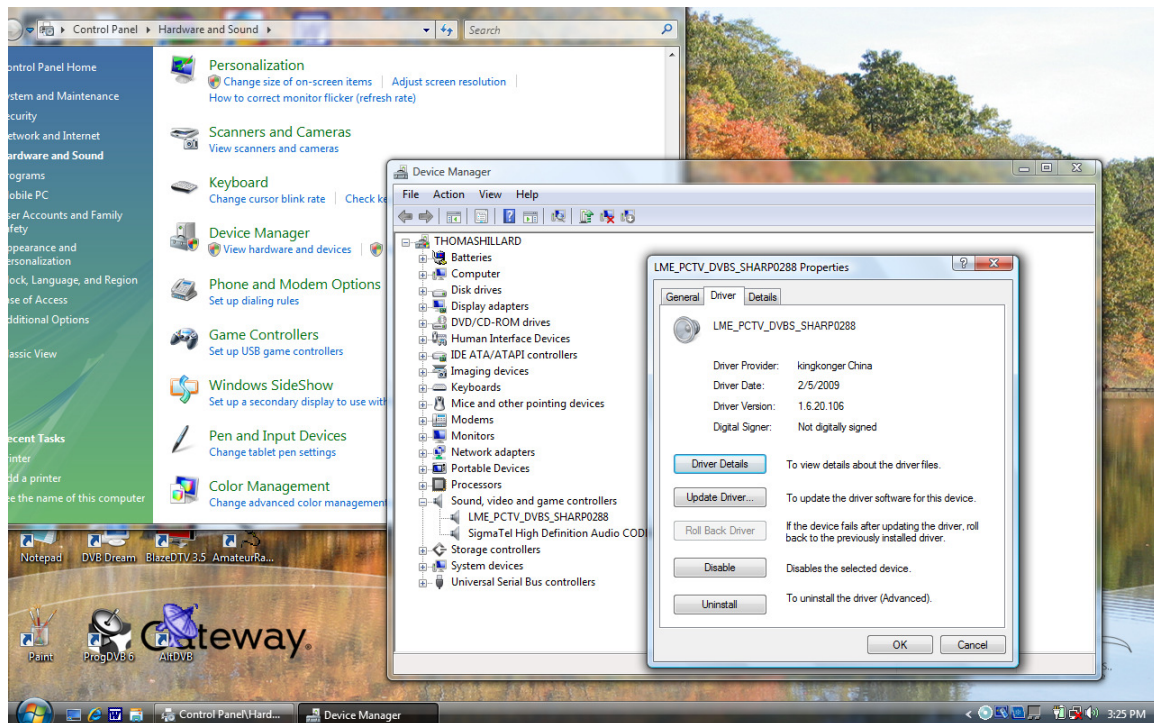 Control Panel ▸ Hardware and Sound ▸
Search
ontrol Panel Home
ystem and Maintenance
ecurity
etwork and Internet
ardware and Sound
rograms
obile PC
ser Accounts and Family
afety
ppearance and
ersonalization
lock, Language, and Region
ase of Access
dditional Options
assic View
ecent Tasks
rinter
dd a printer
ee the name of this computer
Personalization
Change size of on-screen items Adjust screen resolution
How to correct monitor flicker (refresh rate)
Scanners and Cameras
View scanners and cameras
Keyboard
Change cursor blink rate Check ke
Device Manager
View hardware and devices
Phone and Modem Options
Set up dialing rules
Game Controllers
Set up USB game controllers
Windows SideShow
Set up a secondary display to use with
Pen and Input Devices
Change tablet pen settings
Color Management
Change advanced color management
Device Manager
File Action View Help
THOMASHILLARD
Batteries
Computer
Disk drives
Display adapters
DVD/CD-ROM drives
Human Interface Devices
IDE ATA/ATAPI controllers
Imaging devices
Keyboards
Mice and other pointing devices
Modems
Monitors
Network adapters
Portable Devices
Processors
Sound, video and game controllers
LME_PCTV_DVBS_SHARP0288
SigmaTel High Definition Audio CODE
Storage controllers
System devices
Universal Serial Bus controllers
LME_PCTV_DVBS_SHARP0288 Properties
General Driver Details
LME_PCTV_DVBS_SHARP0288
Driver Provider: kingkonger China
Driver Date: 2/5/2009
Driver Version: 1.6.20.106
Digital Signer: Not digitally signed
Driver Details To view details about the driver files.
Update Driver... To update the driver software for this device.
Roll Back Driver If the device fails after updating the driver, roll
back to the previously installed driver.
Disable Disables the selected device.
Uninstall To uninstall the driver (Advanced).
OK Cancel
Notepad DVB Dream BlazeDTV 3.5 AmateurRa...
Gateway.
Paint ProgDVB 6 AltDVB
Control Panel\Hard... Device Manager 3:25 PM